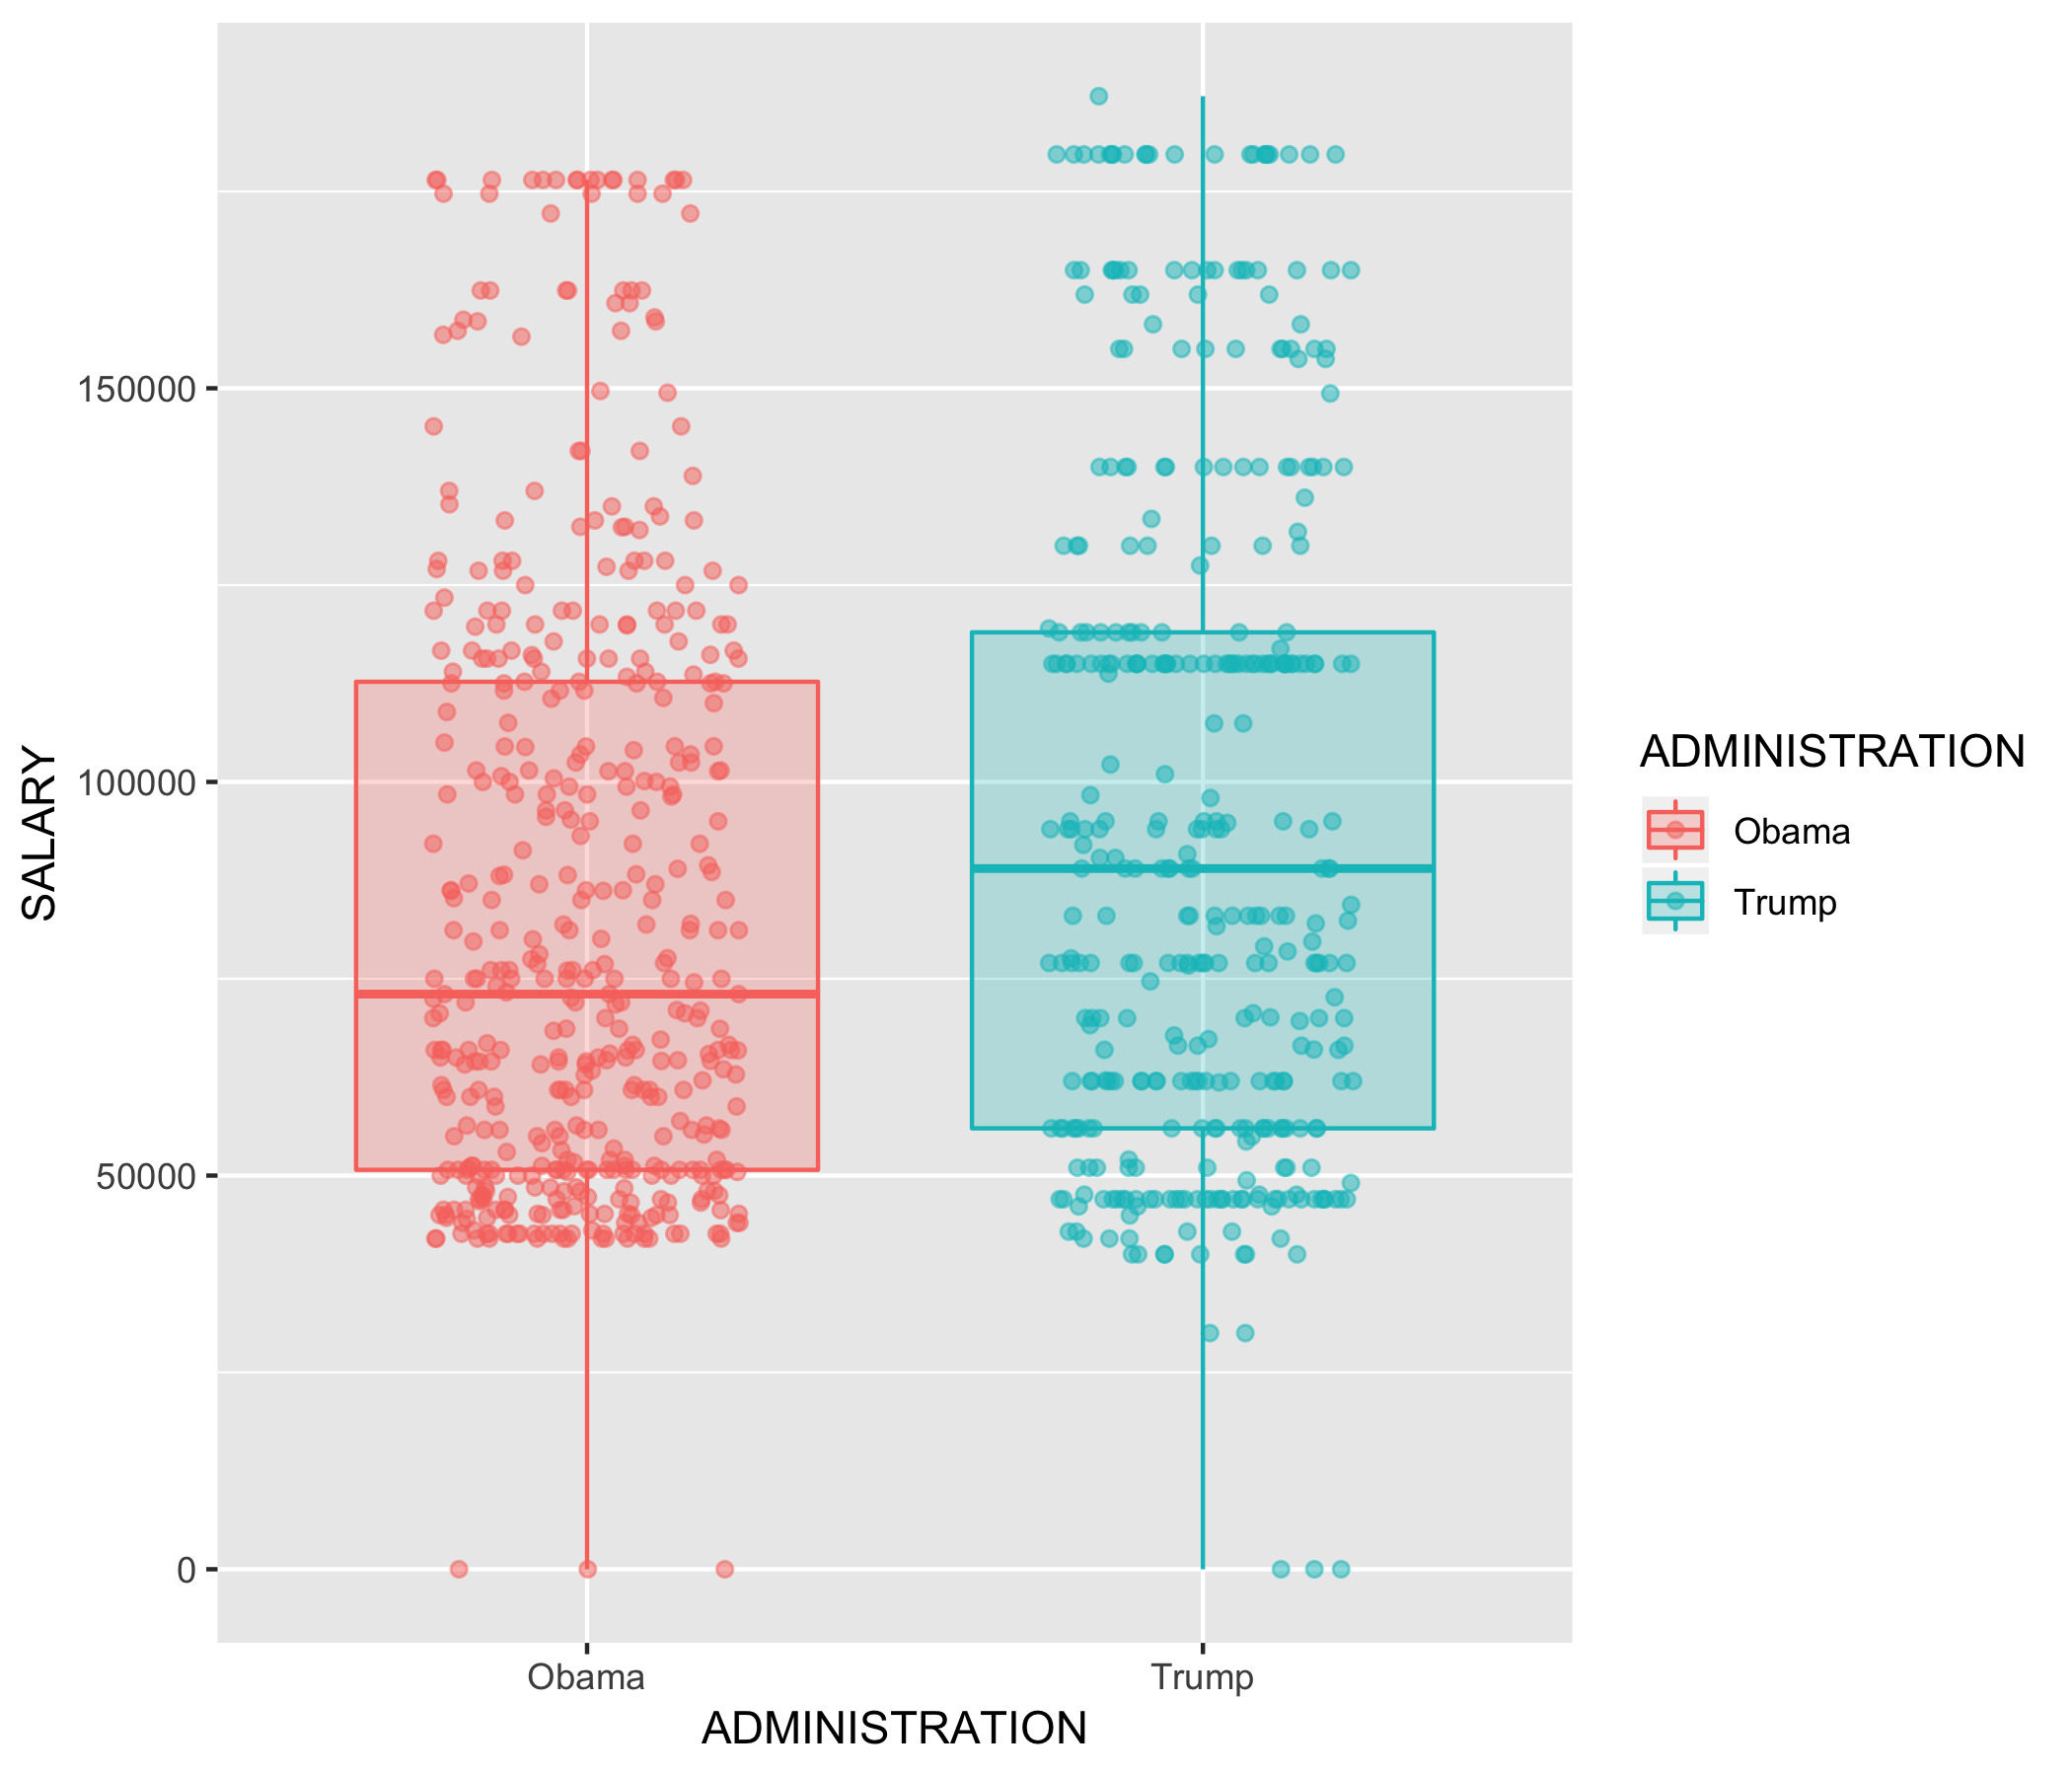 SALARY
150000
100000
50000
0
Obama
Trump
ADMINISTRATION
ADMINISTRATION
Obama
Trump